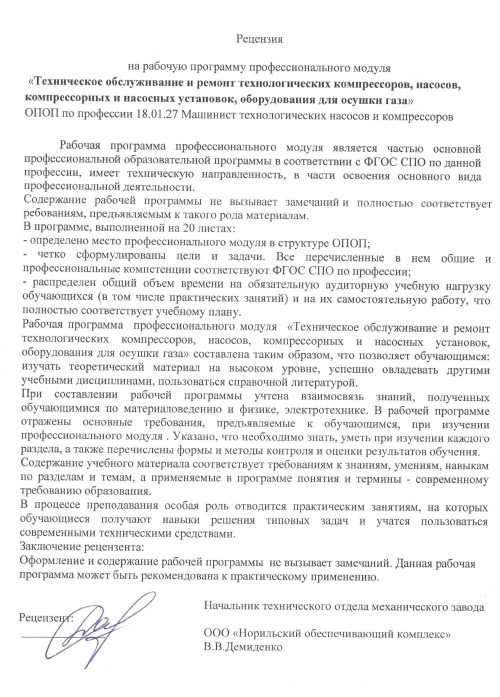 Рецензия
на рабочую программу профессионального модуля
«Техническое обслуживание и ремонт технологических компрессоров, насосов,
компрессорных и насосных установок, оборудования для осушки газа»
ОПОП по профессии 18.01.27 Машинист технологических насосов и компрессоров
Рабочая программа профессионального модуля является частью основной
профессиональной образовательной программы в соответствии с ФГОС СПО по данной
профессии, имеет техническую направленность, в части освоения основного вида
профессиональной деятельности.
Содержание рабочей программы не вызывает замечаний и полностью соответствует
ребованиям, предъявляемым к такого рода материалам.
В программе, выполненной на 20 листах:
- определено место профессионального модуля в структуре ОПОП;
- четко сформулированы цели и задачи. Все перечисленные в нем общие и
профессиональные компетенции соответствуют ФГОС СПО по профессии;
- распределен общий объем времени на обязательную аудиторную учебную нагрузку
обучающихся (в том числе практических занятий) и на их самостоятельную работу, что
полностью соответствует учебному плану.
Рабочая программа профессионального модуля «Техническое обслуживание и ремонт
технологических компрессоров, насосов, компрессорных и насосных установок,
оборудования для осушки газа» составлена таким образом, что позволяет обучающимся:
изучать теоретический материал на высоком уровне, успешно овладевать другими
учебными дисциплинами, пользоваться справочной литературой.
При составлении рабочей программы учтена взаимосвязь знаний, полученных
обучающимися по материаловедению и физике, электротехнике. В рабочей программе
отражены основные требования, предъявляемые к обучающимся, при изучении
профессионального модуля . Указано, что необходимо знать, уметь при изучении каждого
раздела, а также перечислены формы и методы контроля и оценки результатов обучения.
Содержание учебного материала соответствует требованиям к знаниям, умениям, навыкам
по разделам и темам, а применяемые в программе понятия и термины - современному
требованию образования.
В процессе преподавания особая роль отводится практическим занятиям, на которых
обучающиеся получают навыки решения типовых задач и учатся пользоваться
современными техническими средствами.
Заключение рецензента:
Оформление и содержание рабочей программы не вызывает замечаний. Данная рабочая
программа может быть рекомендована к практическому применению.
Начальник технического отдела механического завода
Рецензент:
ООО «Норильский обеспечивающий комплекс»
В.В.Демиденко